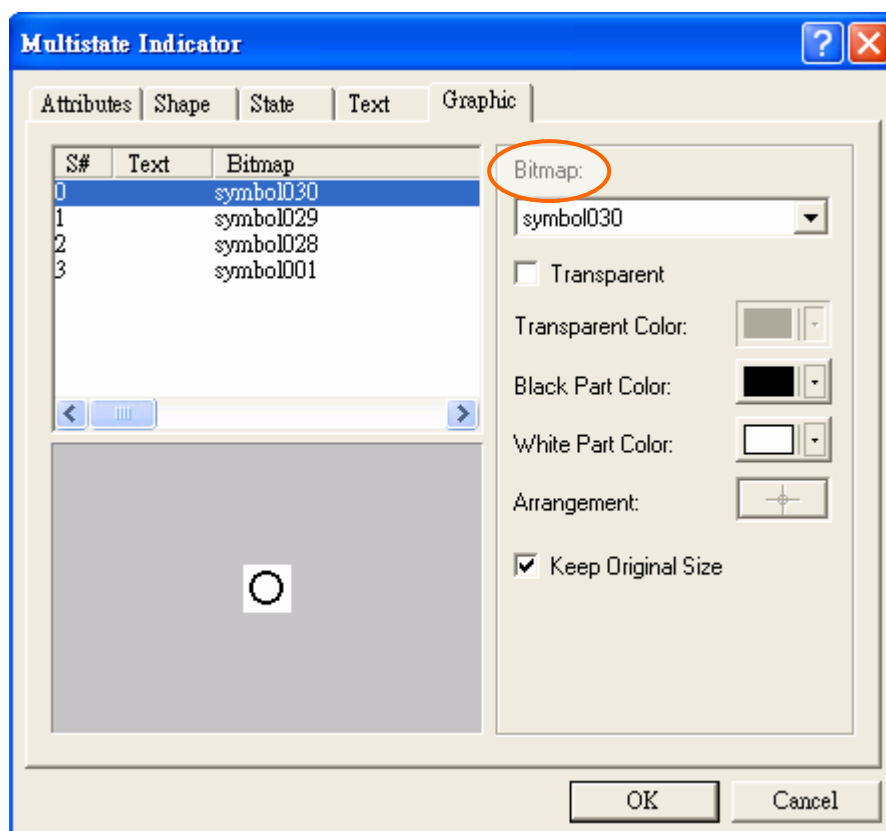 Multistate Indicator
Attributes Shape State Text Graphic
S# Text Bitmap
0 symbol030
1 symbol029
2 symbol028
3 symbol001
Bitmap:
symbol030
Transparent
Transparent Color:
Black Part Color:
White Part Color:
Arrangement:
Keep Original Size
OK Cancel